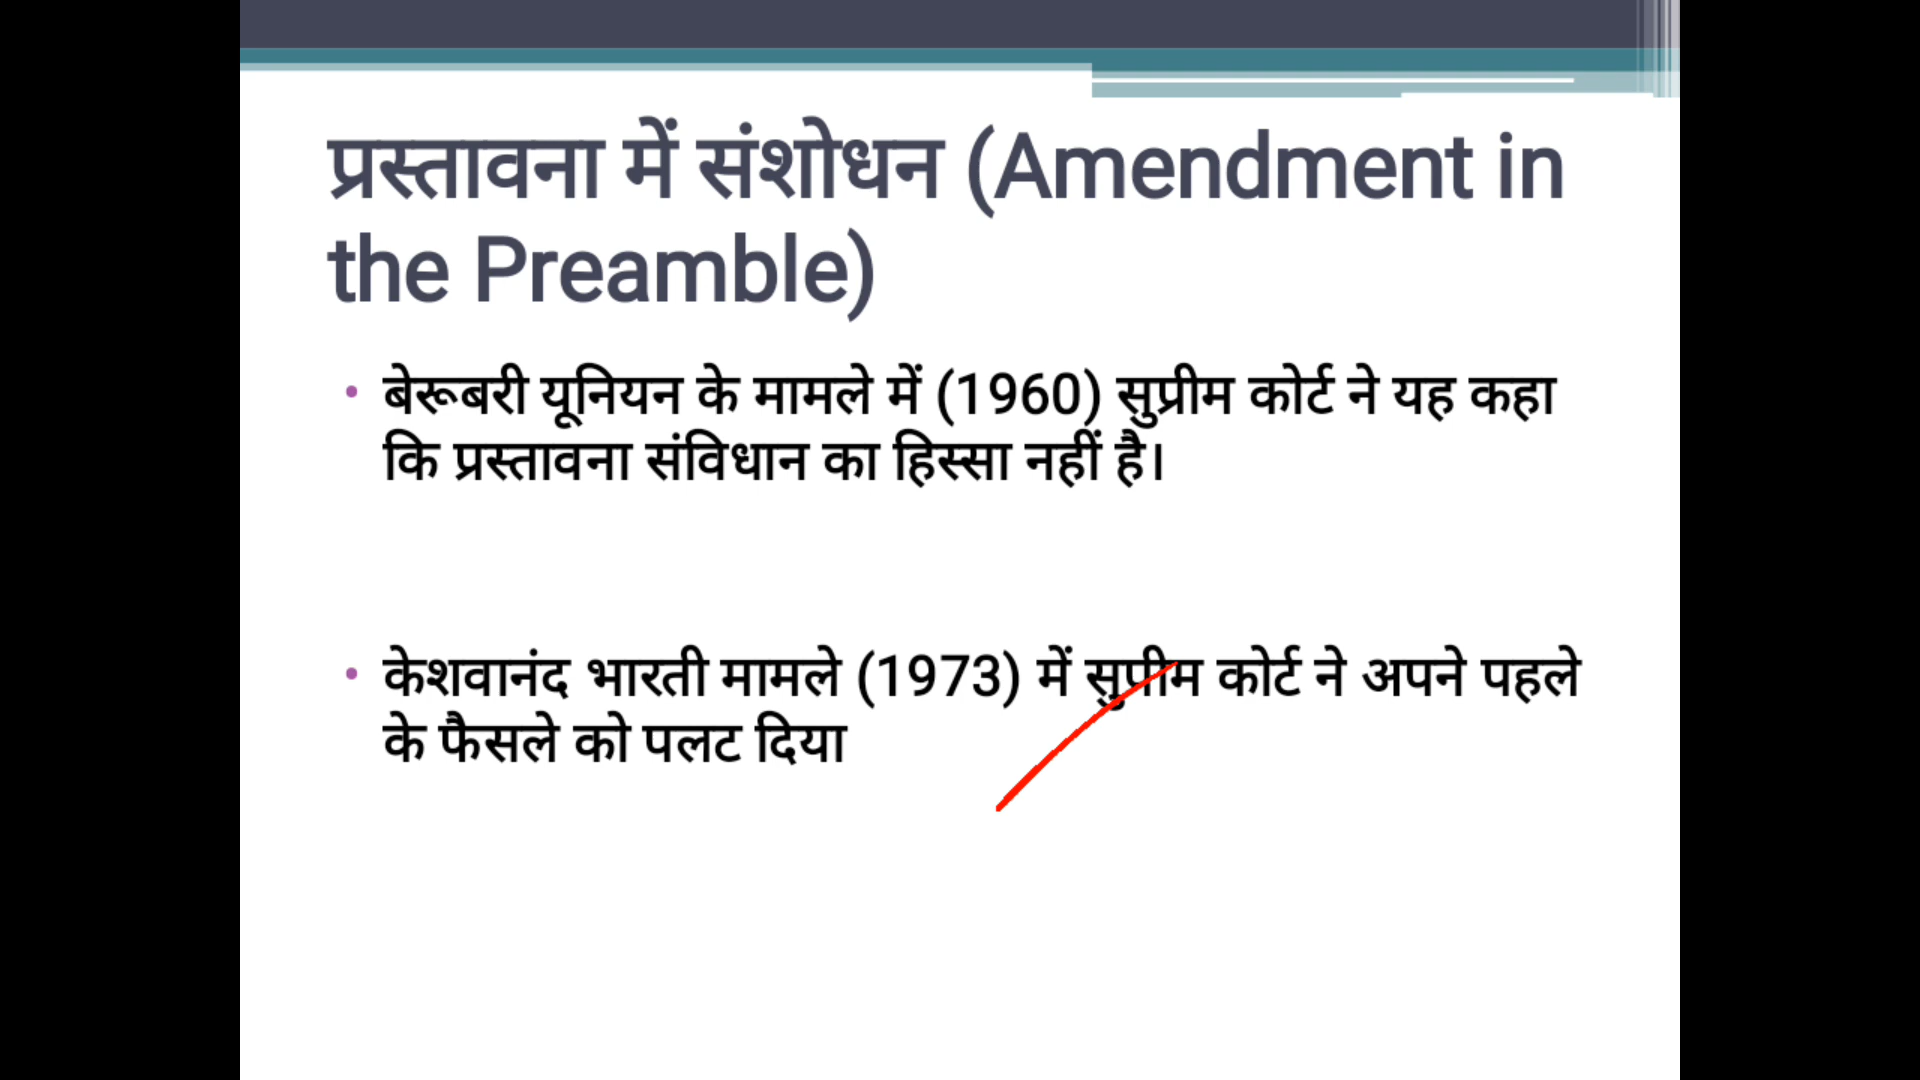 प्रस्तावना में संशोधन (Amendment in
the Preamble)
• बेरूबरी यूनियन के मामले में (1960) सुप्रीम कोर्ट ने यह कहा
कि प्रस्तावना संविधान का हिस्सा नहीं है।
• केशवानंद भारती मामले (1973) में सुप्रीम कोर्ट ने अपने पहले
के फैसले को पलट दिया